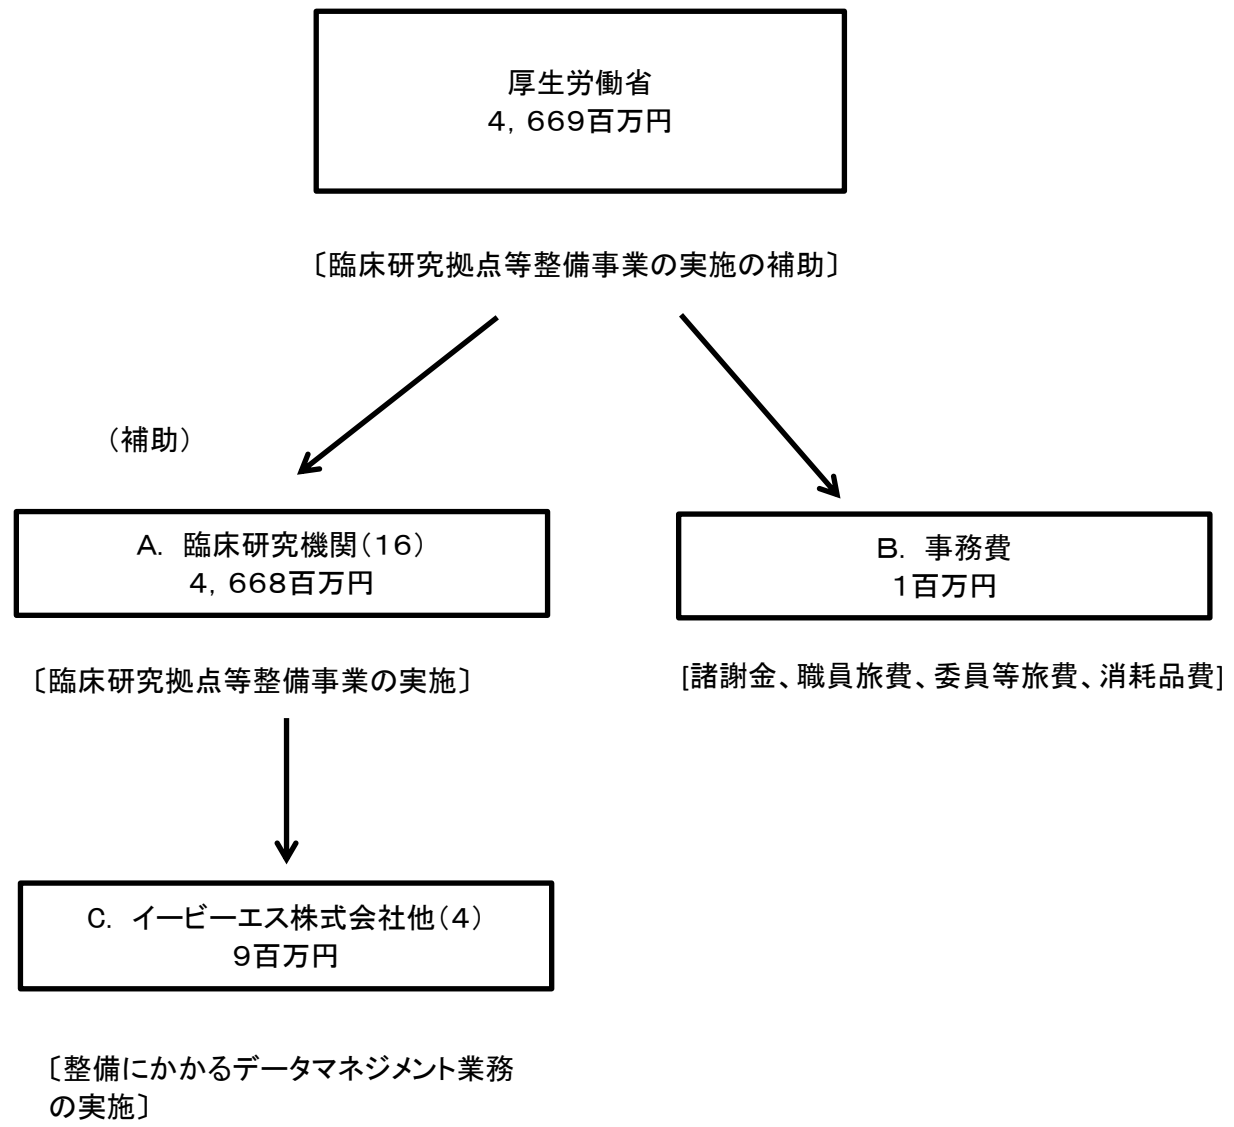 厚生労働省
４，６６９百万円
〔臨床研究拠点等整備事業の実施の補助〕
（補助）
A. 臨床研究機関（１６）
４，６６８百万円
B. 事務費
１百万円
〔臨床研究拠点等整備事業の実施〕
[諸謝金、職員旅費、委員等旅費、消耗品費]
C. イービーエス株式会社他（４）
９百万円
〔整備にかかるデータマネジメント業務
の実施〕